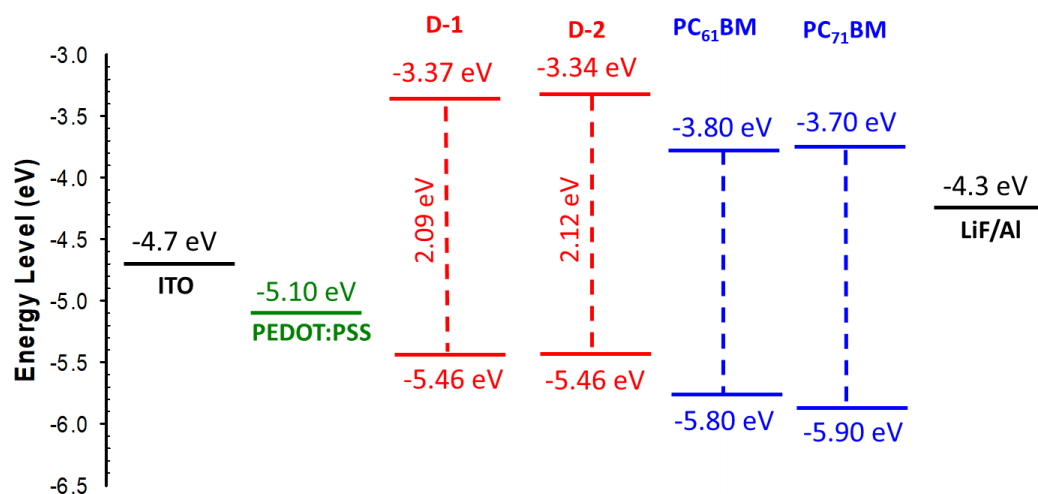 D-1
D-2
PC₆₁BM
PC₇₁BM
-3.0
-3.5
-4.0
-4.5
-5.0
-5.5
-6.0
-6.5
Energy Level (eV)
-4.7 eV
ITO
-5.10 eV
PEDOT:PSS
-3.37 eV
2.09 eV
-5.46 eV
-3.34 eV
2.12 eV
-5.46 eV
-3.80 eV
-5.80 eV
-3.70 eV
-5.90 eV
-4.3 eV
LiF/Al